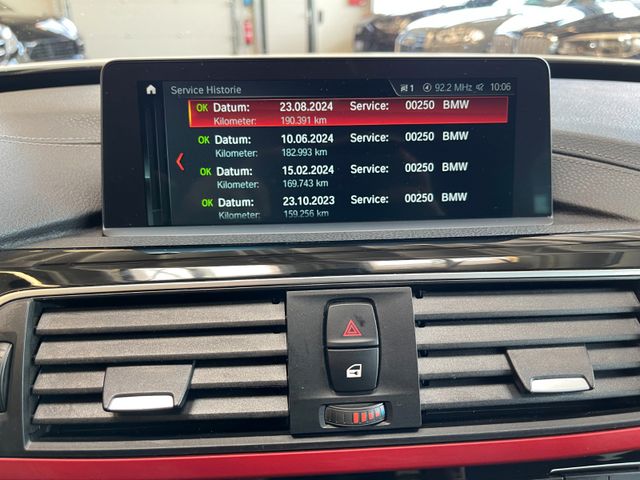 Service Historie 1 92.2 MHz 10:06
OK Datum: 23.08.2024 Service: 00250 BMW
Kilometer: 190.391 km
OK Datum: 10.06.2024 Service: 00250 BMW
Kilometer: 182.993 km
OK Datum: 15.02.2024 Service: 00250 BMW
Kilometer: 169.743 km
OK Datum: 23.10.2023 Service: 00250 BMW
Kilometer: 159.256 km